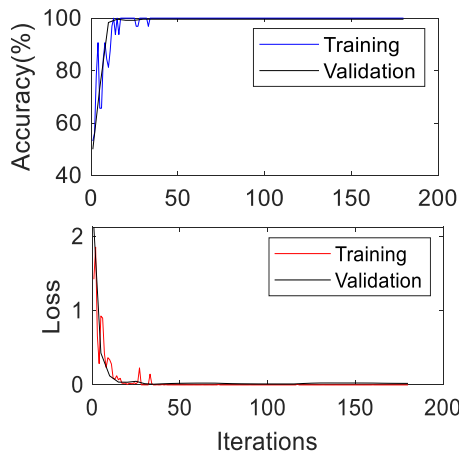 100
80
60
40
Accuracy(%)
Training
Validation
0
50
100
150
200
2
1
0
Loss
Training
Validation
0
50
100
150
200
Iterations